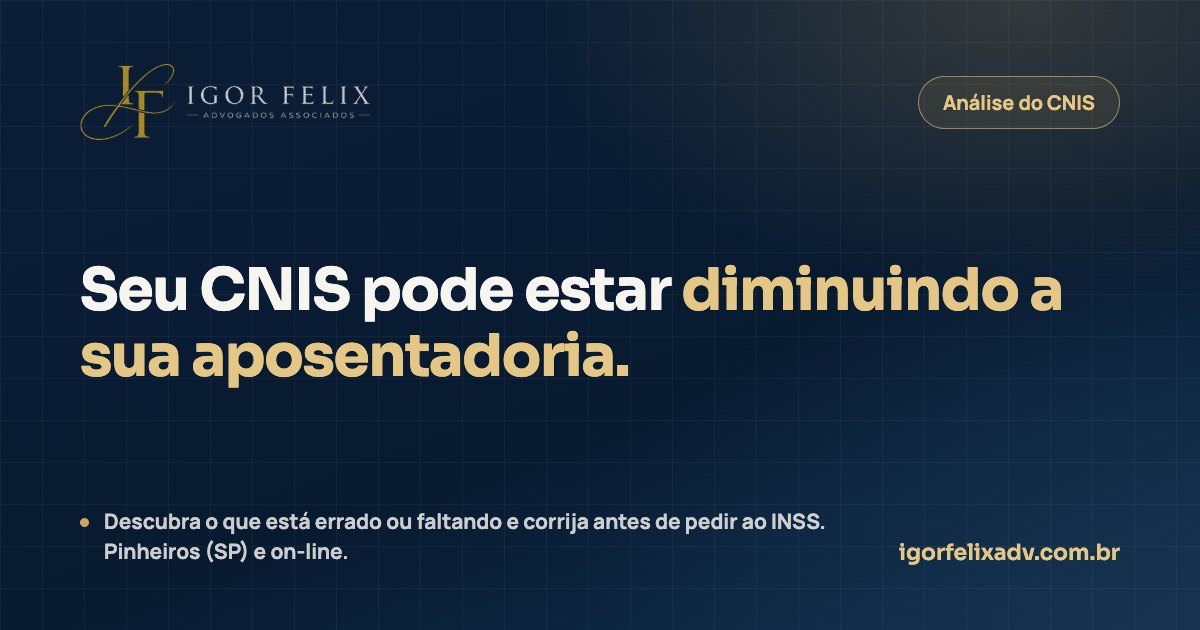 IGOR FELIX
ADVOGADOS ASSOCIADOS
Análise do CNIS
Seu CNIS pode estar diminuindo a
sua aposentadoria.
Descubra o que está errado ou faltando e corrija antes de pedir ao INSS.
Pinheiros (SP) e on-line.
igorfelixadv.com.br